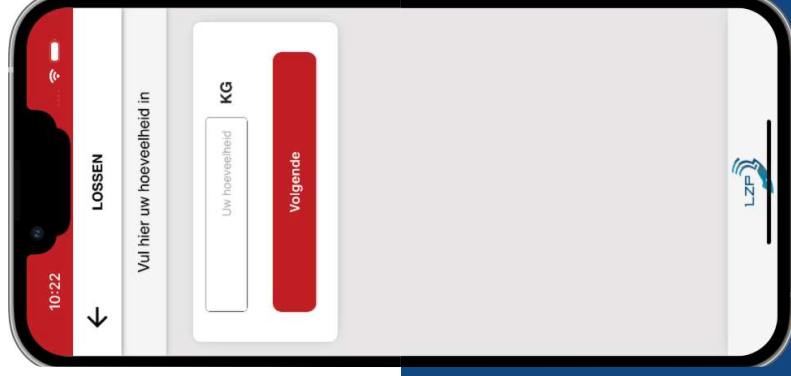 10:22
LOSSEN
Vul hier uw hoeveelheid in
Uw hoeveelheid KG
Volgende
LZP